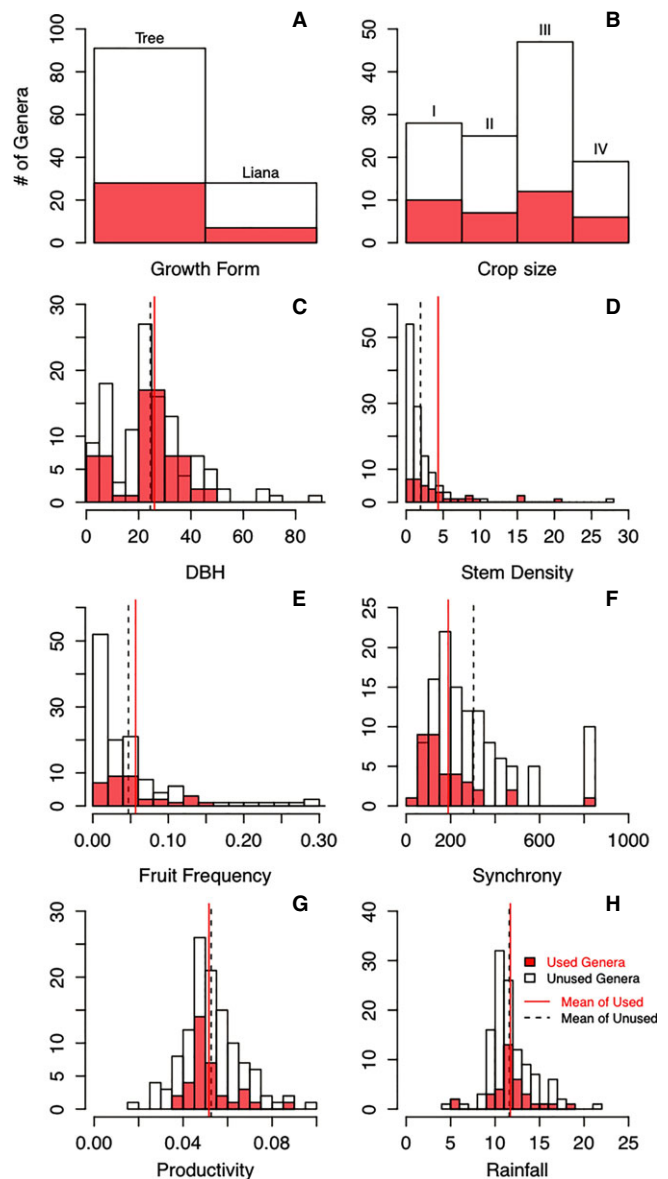 A
B
# of Genera
0 20 40 60 80 100
Tree
Liana
Growth Form
0 10 20 30 40 50
I
II
III
IV
Crop size
C
D
0 5 10 15 20 30
0 20 40 60 80
DBH
0 10 30 50
0 5 10 15 20 25 30
Stem Density
E
F
0 10 30 50
0.00 0.10 0.20 0.30
Fruit Frequency
0 5 10 15 20 25
0 200 600 1000
Synchrony
G
H
0 10 20 30
0.00 0.04 0.08
Productivity
0 10 20 30 40
0 5 10 15 20 25
Rainfall
Used Genera
Unused Genera
Mean of Used
Mean of Unused